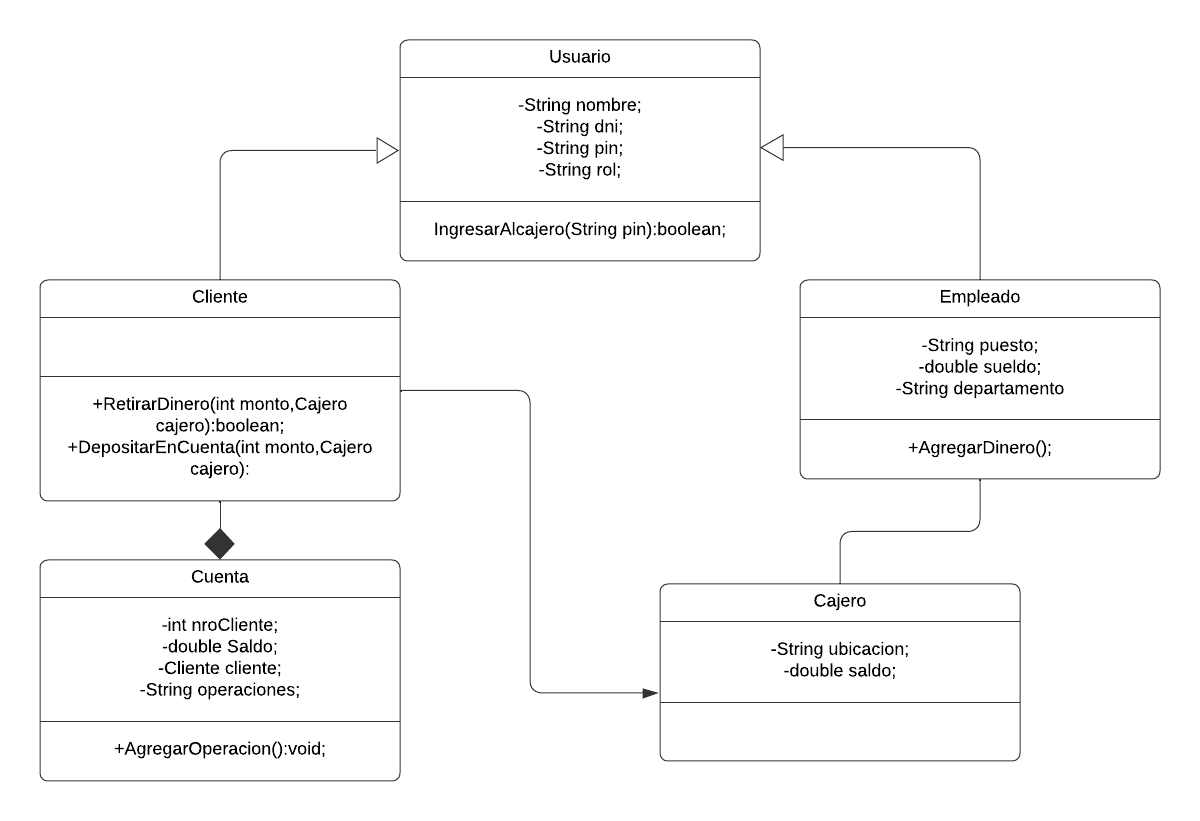 Usuario
-String nombre;
-String dni;
-String pin;
-String rol;
IngresarAlcajero(String pin):boolean;
Cliente
+RetirarDinero(int monto,Cajero
cajero):boolean;
+DepositarEnCuenta(int monto,Cajero
cajero):
Empleado
-String puesto;
-double sueldo;
-String departamento
+AgregarDinero();
Cuenta
-int nroCliente;
-double Saldo;
-Cliente cliente;
-String operaciones;
+AgregarOperacion():void;
Cajero
-String ubicacion;
-double saldo;